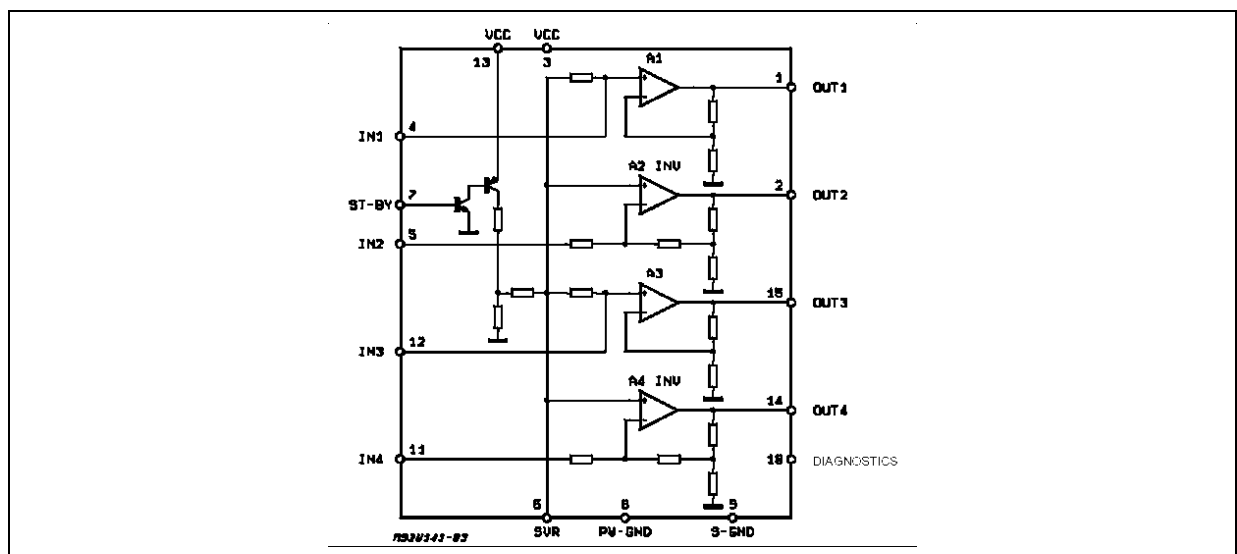 VCC VCC
13 3
A1
1 OUT1
4
IN1
A2 INV
7
ST-BY
2 OUT2
5
IN2
A3
15 OUT3
12
IN3
A4 INV
14 OUT4
11
IN4
10 DIAGNOSTICS
6 8 9
SVR PW-GND S-GND